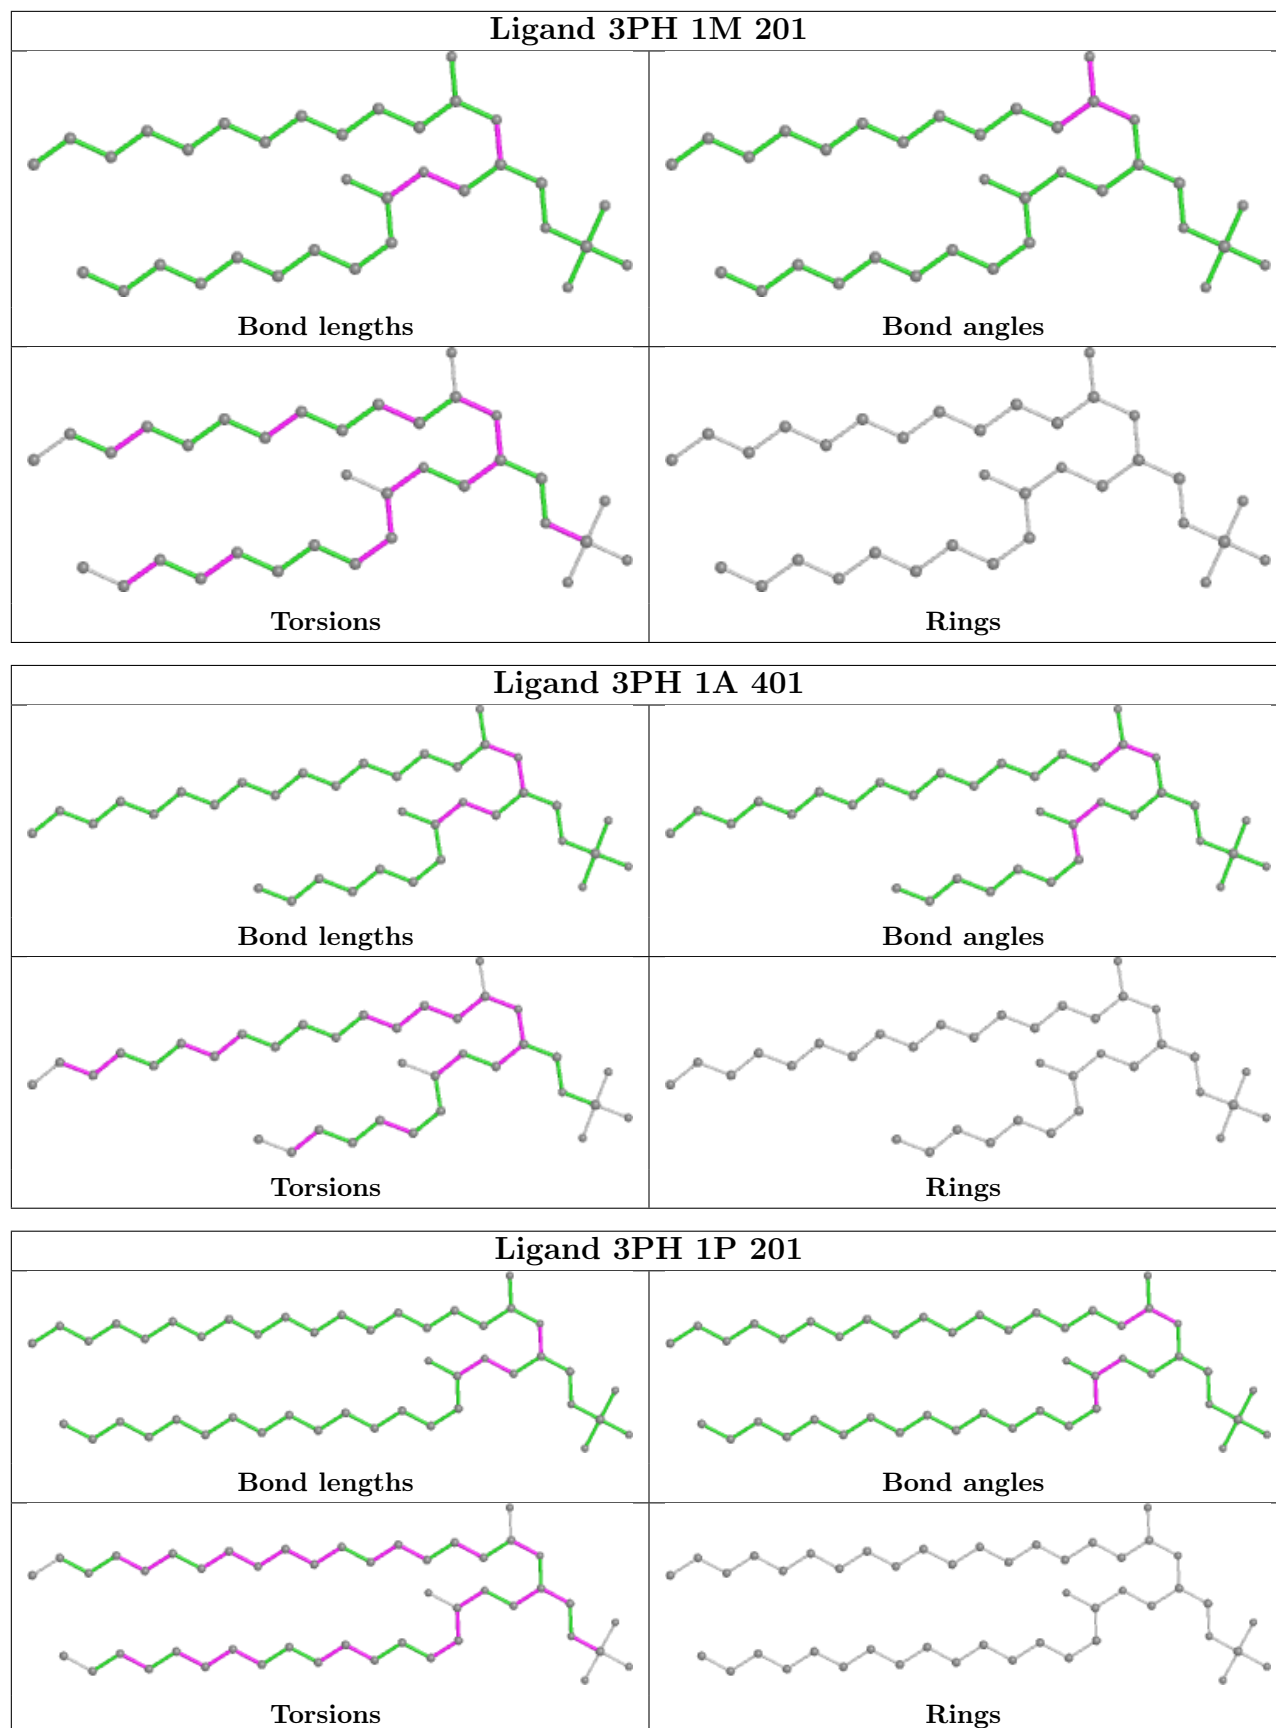 Ligand 3PH 1M 201
Bond lengths
Bond angles
Torsions
Rings
Ligand 3PH 1A 401
Bond lengths
Bond angles
Torsions
Rings
Ligand 3PH 1P 201
Bond lengths
Bond angles
Torsions
Rings